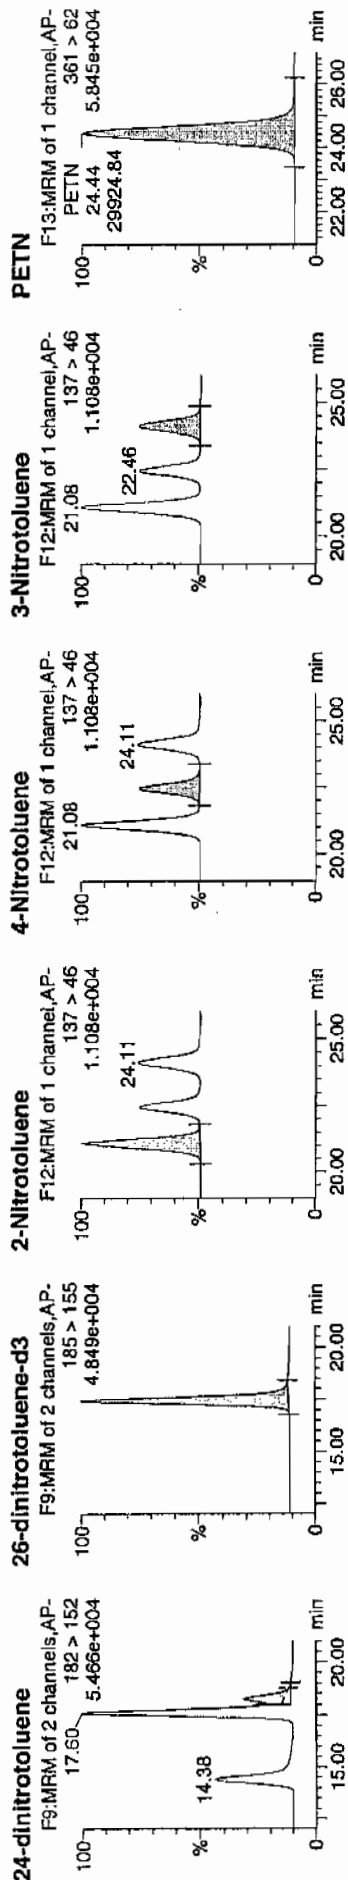 24-dinitrotoluene
F9:MRM of 2 channels,AP-
182 > 152
5.466e+004
17.60
14.38
100
%
0
15.00 20.00 min
26-dinitrotoluene-d3
F9:MRM of 2 channels,AP-
185 > 155
4.849e+004
100
%
0
15.00 20.00 min
2-Nitrotoluene
F12:MRM of 1 channel,AP-
137 > 46
1.108e+004
24.11
100
%
0
20.00 25.00 min
4-Nitrotoluene
F12:MRM of 1 channel,AP-
137 > 46
1.108e+004
21.08
24.11
100
%
0
20.00 25.00 min
3-Nitrotoluene
F12:MRM of 1 channel,AP-
137 > 46
1.108e+004
21.08
22.46
100
%
0
20.00 25.00 min
PETN
F13:MRM of 1 channel,AP-
361 > 62
5.845e+004
PETN
24.44
29924.84
100
%
0
22.00 24.00 26.00 min